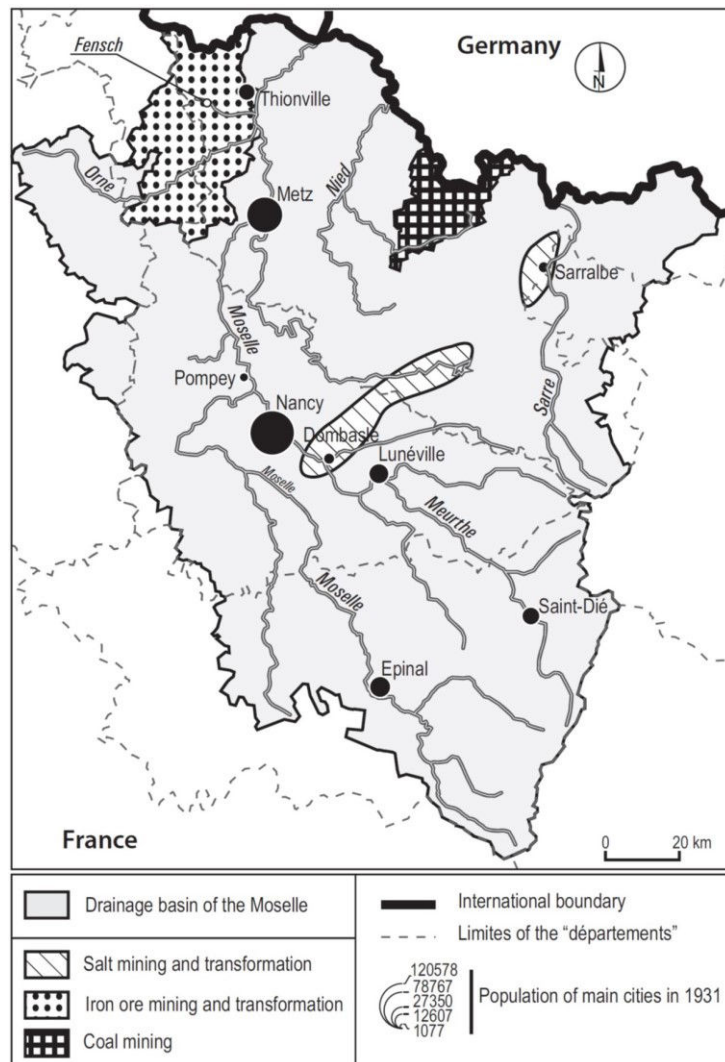 Fensch
Germany
N
Thionville
Orne
Metz
Nied
Sarralbe
Moselle
Pompey
Nancy
Dombasle
Sarre
Lunéville
Moselle
Meurthe
Moselle
Saint-Dié
Epinal
France
0 20 km
Drainage basin of the Moselle
Salt mining and transformation
Iron ore mining and transformation
Coal mining
International boundary
Limites of the "départements"
120578
78767
27350
12607
1077
Population of main cities in 1931